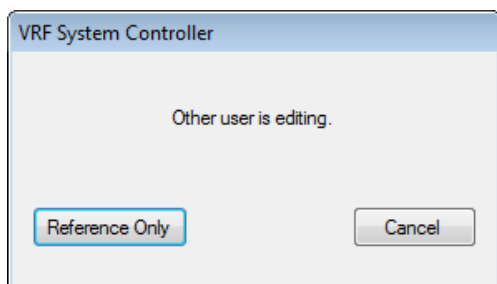 VRF System Controller
Other user is editing.
Reference Only
Cancel